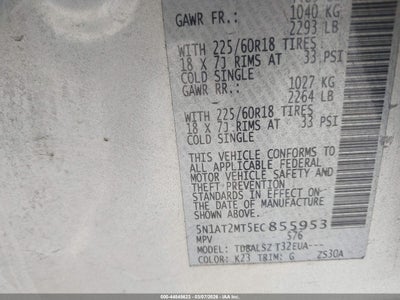 GAWR FR.: 1040 KG
2293 LB
WITH 225/60R18 TIRES
18 X 7J RIMS AT 33 PSI
COLD SINGLE
GAWR RR.: 1027 KG
2264 LB
WITH 225/60R18 TIRES
18 X 7J RIMS AT 33 PSI
COLD SINGLE
THIS VEHICLE CONFORMS TO
ALL APPLICABLE FEDERAL
MOTOR VEHICLE SAFETY AND
THEFT PREVENTION
STANDARDS IN EFFECT ON
THE DATE OF MANUFACTURE
SHOWN ABOVE.
5N1AT2MT5EC855953
MPV S76
MODEL: TDBALSZ T32EUA---
COLOR: K23 TRIM: G Z530A